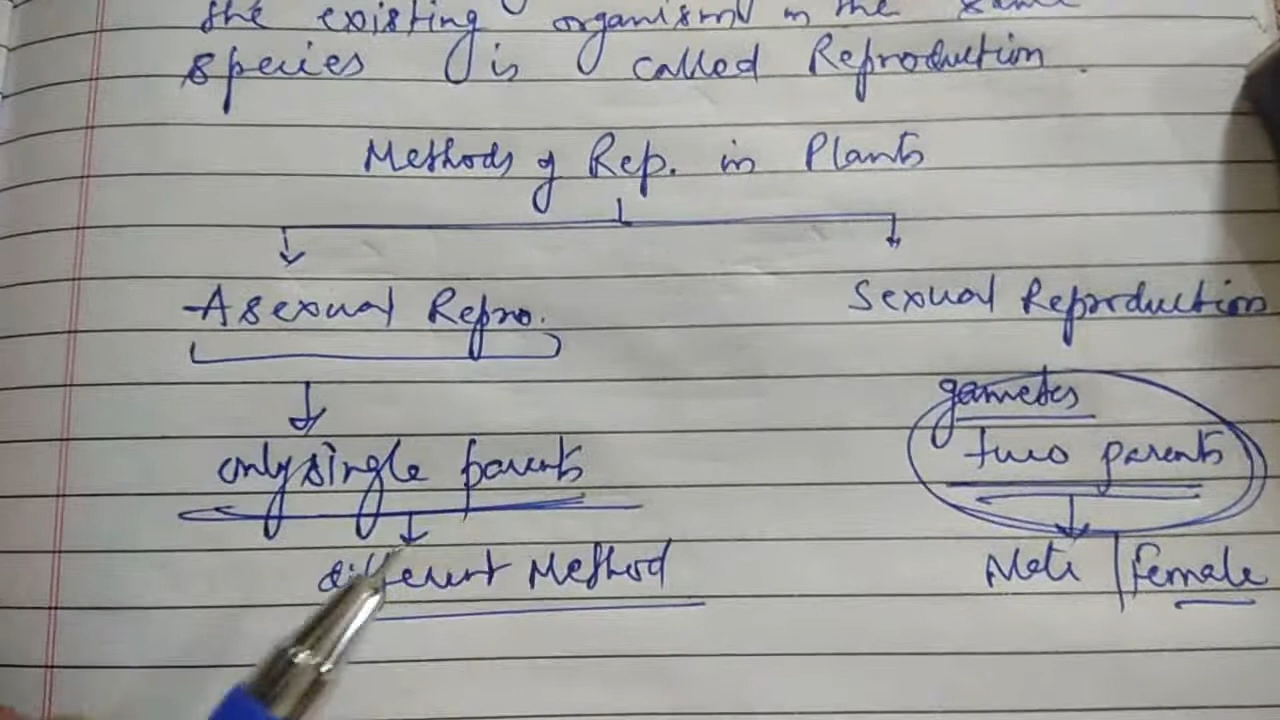 the existing organism in the same
species is called Reproduction.
Methods of Rep. in Plants
Asexual Repro.
Sexual Reproduction
gametes
only single parents
two parents
different Method
Male | female